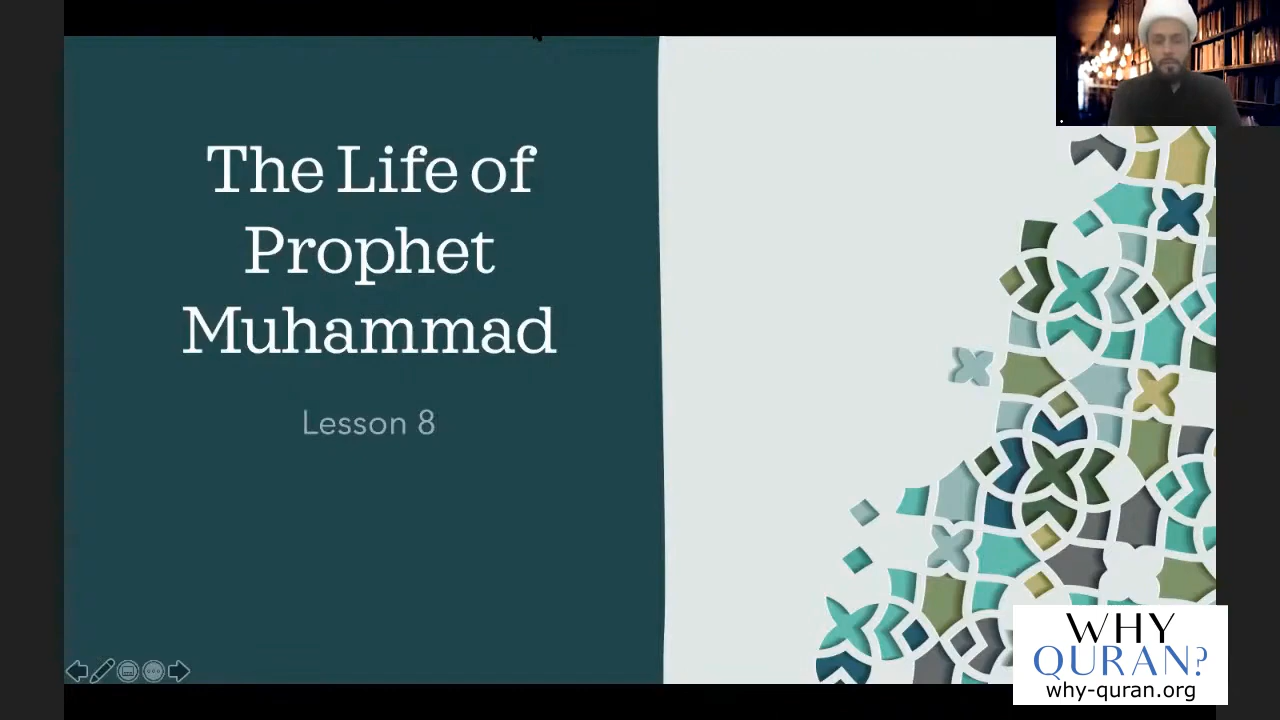 The Life of
Prophet
Muhammad
Lesson 8
WHY
QURAN?
why-quran.org